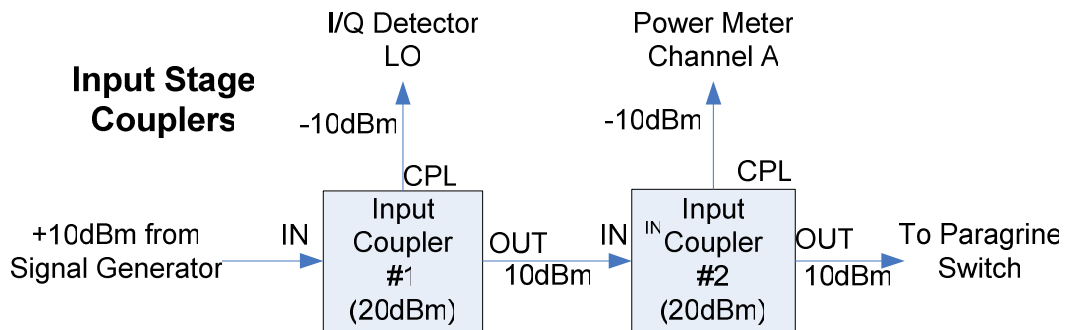 Input Stage
Couplers
I/Q Detector
LO
Power Meter
Channel A
-10dBm
-10dBm
CPL
CPL
+10dBm from
Signal Generator
IN
Input
Coupler
#1
(20dBm)
OUT
10dBm
IN
IN
Input
Coupler
#2
(20dBm)
OUT
10dBm
To Paragrine
Switch